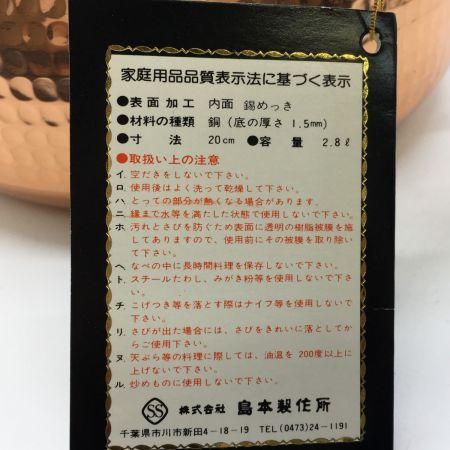 家庭用品品質表示法に基づく表示
●表面加工 内面 錫めっき
●材料の種類 銅（底の厚さ 1.5mm）
●寸 法 20cm ●容 量 2.8ℓ
●取扱い上の注意
イ. 空だきをしないで下さい。
ロ. 使用後はよく洗って乾燥して下さい。
ハ. とっての部分が熱くなる場合があります。
ニ. 縁まで水等を満たした状態で使用しないで下さい。
ホ. 汚れとさびを防ぐため表面に透明の樹脂被膜を施
してありますので、使用前にその被膜を取り除い
て下さい。
ヘ. なべの中に長時間料理を保存しないで下さい。
ト. スチールたわし、みがき粉等を使用しないで下さ
い。
チ. こげつき等を落とす際はナイフ等を使用しないで
下さい。
リ. さびが出た場合には、さびをきれいに落としてか
らご使用下さい。
ヌ. 天ぷら等の料理に際しては、油温を 200度以上に
上げないで下さい。
ル. 炒めものに使用しないで下さい。
SS 株式会社 島本製作所
千葉県市川市新田4-18-19 TEL(0473)24-1191